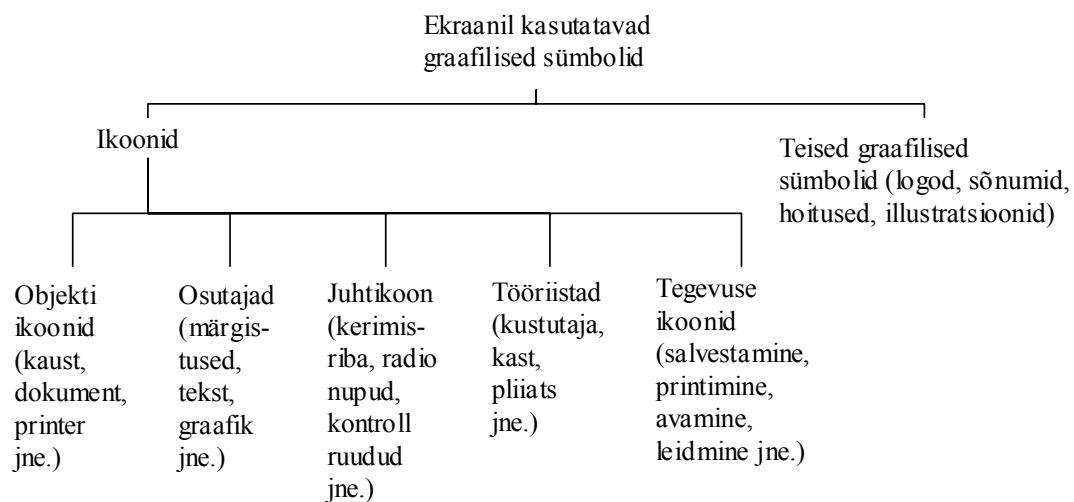 Ekraanil kasutatavad
graafilised sümbolid
Ikoonid
Teised graafilised
sümbolid (logod, sõnumid,
hoitused, illustratsioonid)
Objekti
ikoonid
(kaust,
dokument,
printer
jne.)
Osutajad
(märgis-
tused,
tekst,
graafik
jne.)
Juhtikoon
(kerimis-
riba, radio
nupud,
kontroll
ruudud
jne.)
Tööriistad
(kustutaja,
kast,
pliiats
jne.)
Tegevuse
ikoonid
(salvestamine,
printimine,
avamine,
leidmine jne.)